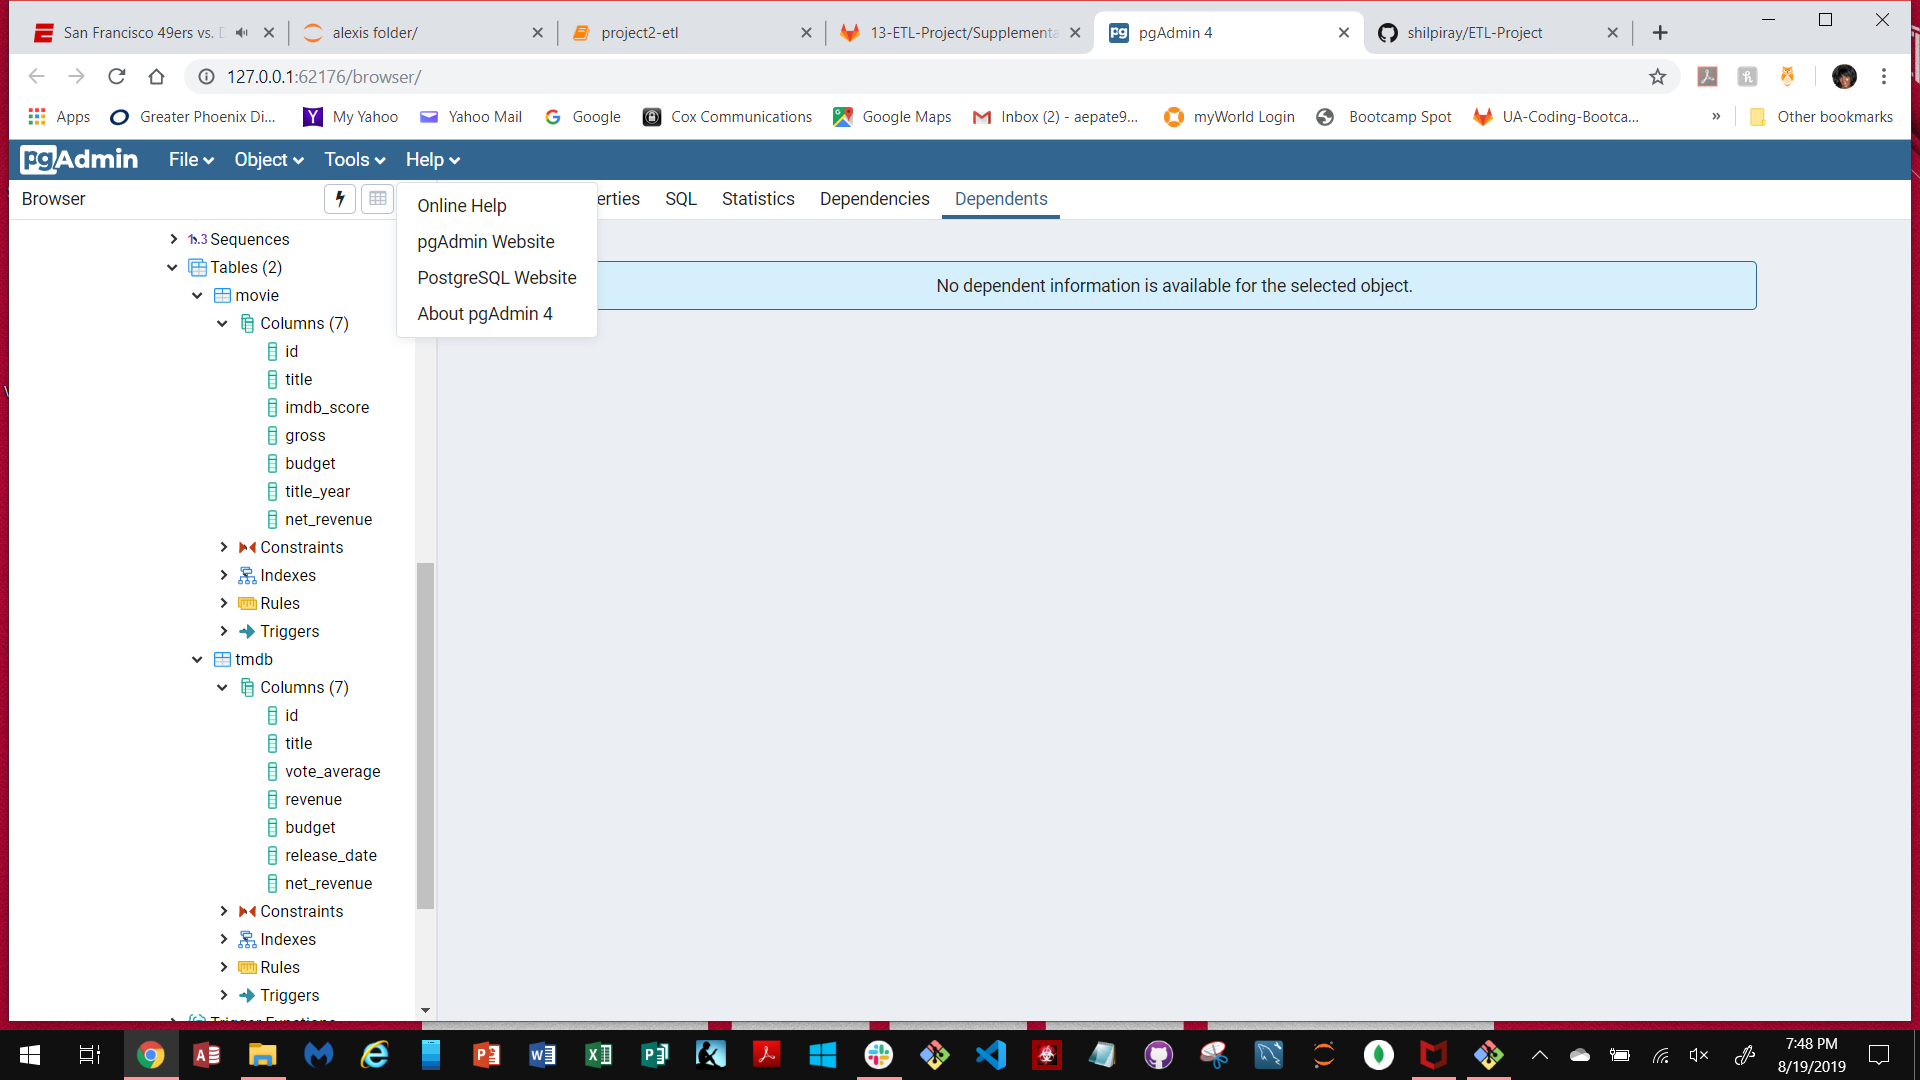 San Francisco 49ers vs. D
alexis folder/
project2-etl
13-ETL-Project/Supplementa
pgAdmin 4
shilpiray/ETL-Project
127.0.0.1:62176/browser/
Apps
Greater Phoenix Di...
My Yahoo
Yahoo Mail
Google
Cox Communications
Google Maps
Inbox (2) - aepate9...
myWorld Login
Bootcamp Spot
UA-Coding-Bootca...
»
Other bookmarks
pgAdmin
File
Object
Tools
Help
Browser
erties
SQL
Statistics
Dependencies
Dependents
Online Help
pgAdmin Website
PostgreSQL Website
About pgAdmin 4
No dependent information is available for the selected object.
1..3 Sequences
Tables (2)
movie
Columns (7)
id
title
imdb_score
gross
budget
title_year
net_revenue
Constraints
Indexes
Rules
Triggers
tmdb
Columns (7)
id
title
vote_average
revenue
budget
release_date
net_revenue
Constraints
Indexes
Rules
Triggers
Trigger Functions
7:48 PM
8/19/2019